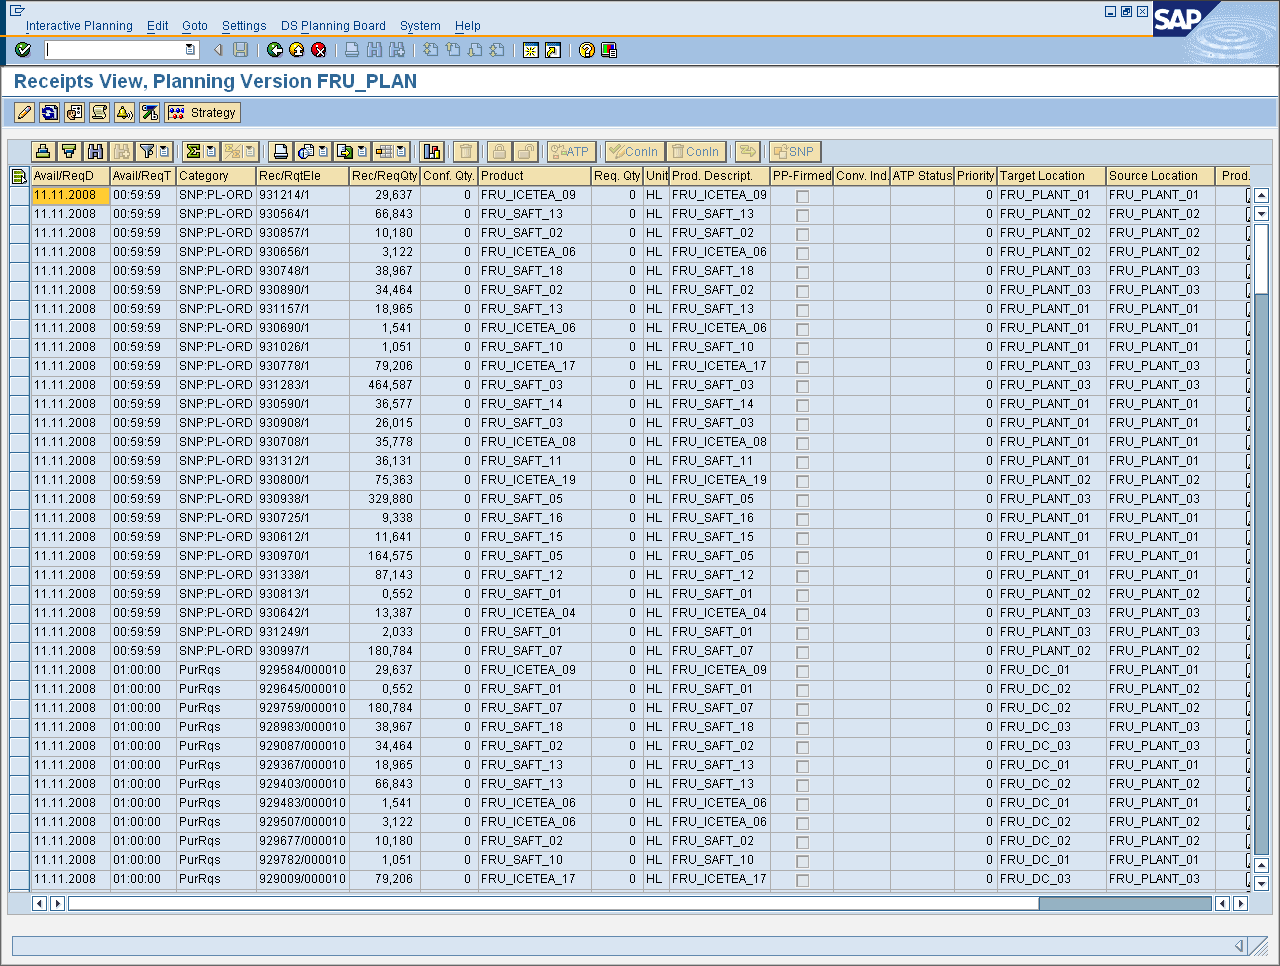 Interactive Planning Edit Goto Settings DS Planning Board System Help
SAP
Receipts View, Planning Version FRU_PLAN
Strategy
ATP ConIn ConIn SNP
Avail/ReqD Avail/ReqT Category Rec/RqtEle Rec/ReqQty Conf. Qty. Product Req. Qty Unit Prod. Descript. PP-Firmed Conv. Ind. ATP Status Priority Target Location Source Location Prod.
11.11.2008 00:59:59 SNP:PL-ORD 931214/1 29,637 0 FRU_ICETEA_09 0 HL FRU_ICETEA_09 0 FRU_PLANT_01 FRU_PLANT_01
11.11.2008 00:59:59 SNP:PL-ORD 930564/1 66,843 0 FRU_SAFT_13 0 HL FRU_SAFT_13 0 FRU_PLANT_02 FRU_PLANT_02
11.11.2008 00:59:59 SNP:PL-ORD 930857/1 10,180 0 FRU_SAFT_02 0 HL FRU_SAFT_02 0 FRU_PLANT_02 FRU_PLANT_02
11.11.2008 00:59:59 SNP:PL-ORD 930656/1 3,122 0 FRU_ICETEA_06 0 HL FRU_ICETEA_06 0 FRU_PLANT_02 FRU_PLANT_02
11.11.2008 00:59:59 SNP:PL-ORD 930748/1 38,967 0 FRU_SAFT_18 0 HL FRU_SAFT_18 0 FRU_PLANT_03 FRU_PLANT_03
11.11.2008 00:59:59 SNP:PL-ORD 930890/1 34,464 0 FRU_SAFT_02 0 HL FRU_SAFT_02 0 FRU_PLANT_03 FRU_PLANT_03
11.11.2008 00:59:59 SNP:PL-ORD 931157/1 18,965 0 FRU_SAFT_13 0 HL FRU_SAFT_13 0 FRU_PLANT_01 FRU_PLANT_01
11.11.2008 00:59:59 SNP:PL-ORD 930690/1 1,541 0 FRU_ICETEA_06 0 HL FRU_ICETEA_06 0 FRU_PLANT_01 FRU_PLANT_01
11.11.2008 00:59:59 SNP:PL-ORD 931026/1 1,051 0 FRU_SAFT_10 0 HL FRU_SAFT_10 0 FRU_PLANT_01 FRU_PLANT_01
11.11.2008 00:59:59 SNP:PL-ORD 930778/1 79,206 0 FRU_ICETEA_17 0 HL FRU_ICETEA_17 0 FRU_PLANT_03 FRU_PLANT_03
11.11.2008 00:59:59 SNP:PL-ORD 931283/1 464,587 0 FRU_SAFT_03 0 HL FRU_SAFT_03 0 FRU_PLANT_03 FRU_PLANT_03
11.11.2008 00:59:59 SNP:PL-ORD 930590/1 36,577 0 FRU_SAFT_14 0 HL FRU_SAFT_14 0 FRU_PLANT_01 FRU_PLANT_01
11.11.2008 00:59:59 SNP:PL-ORD 930908/1 26,015 0 FRU_SAFT_03 0 HL FRU_SAFT_03 0 FRU_PLANT_01 FRU_PLANT_01
11.11.2008 00:59:59 SNP:PL-ORD 930708/1 35,778 0 FRU_ICETEA_08 0 HL FRU_ICETEA_08 0 FRU_PLANT_01 FRU_PLANT_01
11.11.2008 00:59:59 SNP:PL-ORD 931312/1 36,131 0 FRU_SAFT_11 0 HL FRU_SAFT_11 0 FRU_PLANT_01 FRU_PLANT_01
11.11.2008 00:59:59 SNP:PL-ORD 930800/1 75,363 0 FRU_ICETEA_19 0 HL FRU_ICETEA_19 0 FRU_PLANT_02 FRU_PLANT_02
11.11.2008 00:59:59 SNP:PL-ORD 930938/1 329,880 0 FRU_SAFT_05 0 HL FRU_SAFT_05 0 FRU_PLANT_03 FRU_PLANT_03
11.11.2008 00:59:59 SNP:PL-ORD 930725/1 9,338 0 FRU_SAFT_16 0 HL FRU_SAFT_16 0 FRU_PLANT_01 FRU_PLANT_01
11.11.2008 00:59:59 SNP:PL-ORD 930612/1 11,641 0 FRU_SAFT_15 0 HL FRU_SAFT_15 0 FRU_PLANT_01 FRU_PLANT_01
11.11.2008 00:59:59 SNP:PL-ORD 930970/1 164,575 0 FRU_SAFT_05 0 HL FRU_SAFT_05 0 FRU_PLANT_01 FRU_PLANT_01
11.11.2008 00:59:59 SNP:PL-ORD 931338/1 87,143 0 FRU_SAFT_12 0 HL FRU_SAFT_12 0 FRU_PLANT_01 FRU_PLANT_01
11.11.2008 00:59:59 SNP:PL-ORD 930813/1 0,552 0 FRU_SAFT_01 0 HL FRU_SAFT_01 0 FRU_PLANT_02 FRU_PLANT_02
11.11.2008 00:59:59 SNP:PL-ORD 930642/1 13,387 0 FRU_ICETEA_04 0 HL FRU_ICETEA_04 0 FRU_PLANT_03 FRU_PLANT_03
11.11.2008 00:59:59 SNP:PL-ORD 931249/1 2,033 0 FRU_SAFT_01 0 HL FRU_SAFT_01 0 FRU_PLANT_03 FRU_PLANT_03
11.11.2008 00:59:59 SNP:PL-ORD 930997/1 180,784 0 FRU_SAFT_07 0 HL FRU_SAFT_07 0 FRU_PLANT_02 FRU_PLANT_02
11.11.2008 01:00:00 PurRqs 929584/000010 29,637 0 FRU_ICETEA_09 0 HL FRU_ICETEA_09 0 FRU_DC_01 FRU_PLANT_01
11.11.2008 01:00:00 PurRqs 929645/000010 0,552 0 FRU_SAFT_01 0 HL FRU_SAFT_01 0 FRU_DC_02 FRU_PLANT_02
11.11.2008 01:00:00 PurRqs 929759/000010 180,784 0 FRU_SAFT_07 0 HL FRU_SAFT_07 0 FRU_DC_02 FRU_PLANT_02
11.11.2008 01:00:00 PurRqs 928983/000010 38,967 0 FRU_SAFT_18 0 HL FRU_SAFT_18 0 FRU_DC_03 FRU_PLANT_03
11.11.2008 01:00:00 PurRqs 929087/000010 34,464 0 FRU_SAFT_02 0 HL FRU_SAFT_02 0 FRU_DC_03 FRU_PLANT_03
11.11.2008 01:00:00 PurRqs 929367/000010 18,965 0 FRU_SAFT_13 0 HL FRU_SAFT_13 0 FRU_DC_01 FRU_PLANT_01
11.11.2008 01:00:00 PurRqs 929403/000010 66,843 0 FRU_SAFT_13 0 HL FRU_SAFT_13 0 FRU_DC_02 FRU_PLANT_02
11.11.2008 01:00:00 PurRqs 929483/000010 1,541 0 FRU_ICETEA_06 0 HL FRU_ICETEA_06 0 FRU_DC_01 FRU_PLANT_01
11.11.2008 01:00:00 PurRqs 929507/000010 3,122 0 FRU_ICETEA_06 0 HL FRU_ICETEA_06 0 FRU_DC_02 FRU_PLANT_02
11.11.2008 01:00:00 PurRqs 929677/000010 10,180 0 FRU_SAFT_02 0 HL FRU_SAFT_02 0 FRU_DC_02 FRU_PLANT_02
11.11.2008 01:00:00 PurRqs 929782/000010 1,051 0 FRU_SAFT_10 0 HL FRU_SAFT_10 0 FRU_DC_01 FRU_PLANT_01
11.11.2008 01:00:00 PurRqs 929009/000010 79,206 0 FRU_ICETEA_17 0 HL FRU_ICETEA_17 0 FRU_DC_03 FRU_PLANT_03